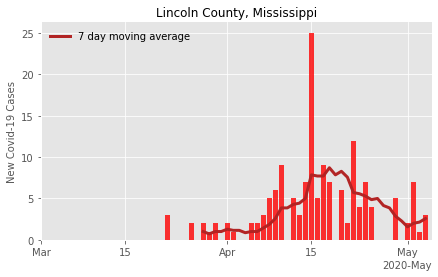 Lincoln County, Mississippi
7 day moving average
New Covid-19 Cases
25
20
15
10
5
0
Mar
15
Apr
15
May
2020-May